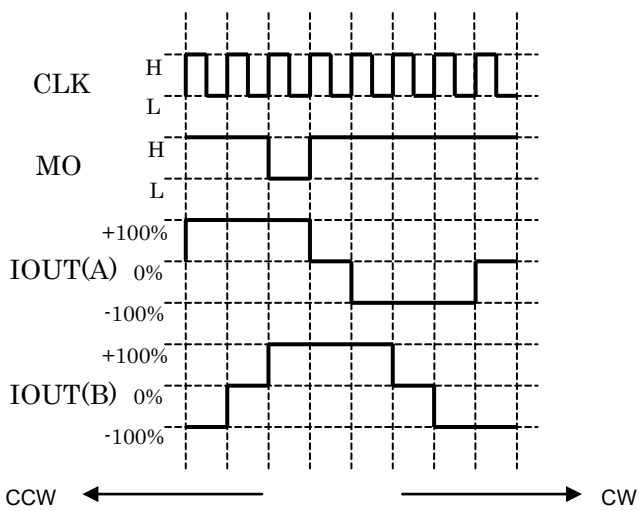 CLK H
L
MO H
L
+100%
IOUT(A) 0%
-100%
+100%
IOUT(B) 0%
-100%
CCW CW